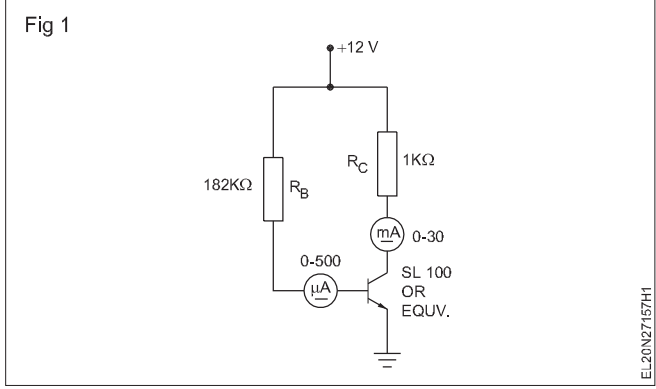 Fig 1
+12 V
182KΩ
R_B
R_C
1KΩ
mA
0-30
0-500
µA
SL 100
OR
EQUV.
EL20N27157H1